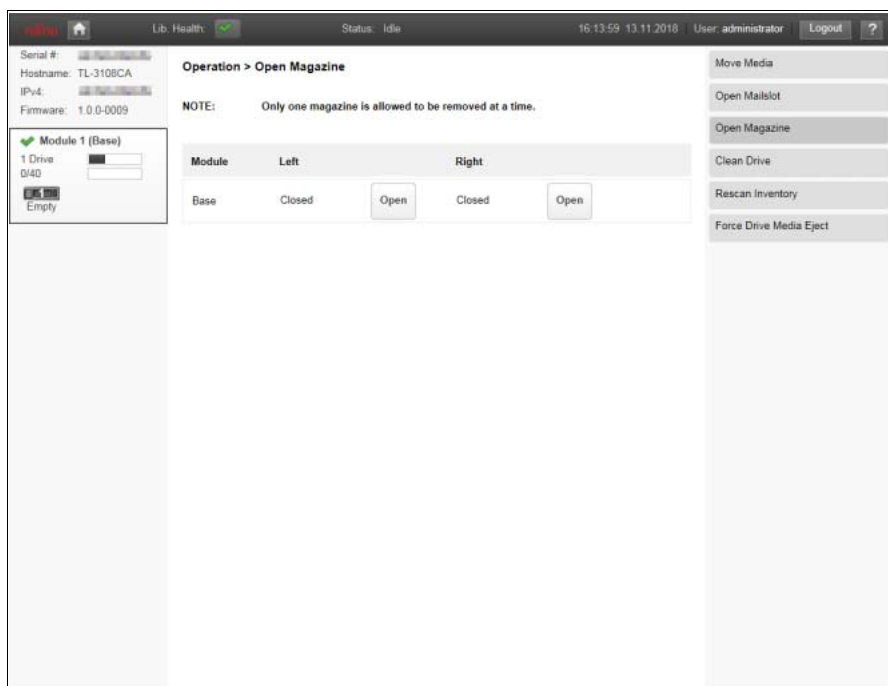 Lib. Health: Status: Idle 16:13:59 13.11.2018 User: administrator Logout ?
Serial #:
Hostname: TL-3108CA
IPv4:
Firmware: 1.0.0-0009
Module 1 (Base)
1 Drive
0/40
Empty
Operation > Open Magazine
NOTE: Only one magazine is allowed to be removed at a time.
Module Left Right
Base Closed Open Closed Open
Move Media
Open Mailslot
Open Magazine
Clean Drive
Rescan Inventory
Force Drive Media Eject